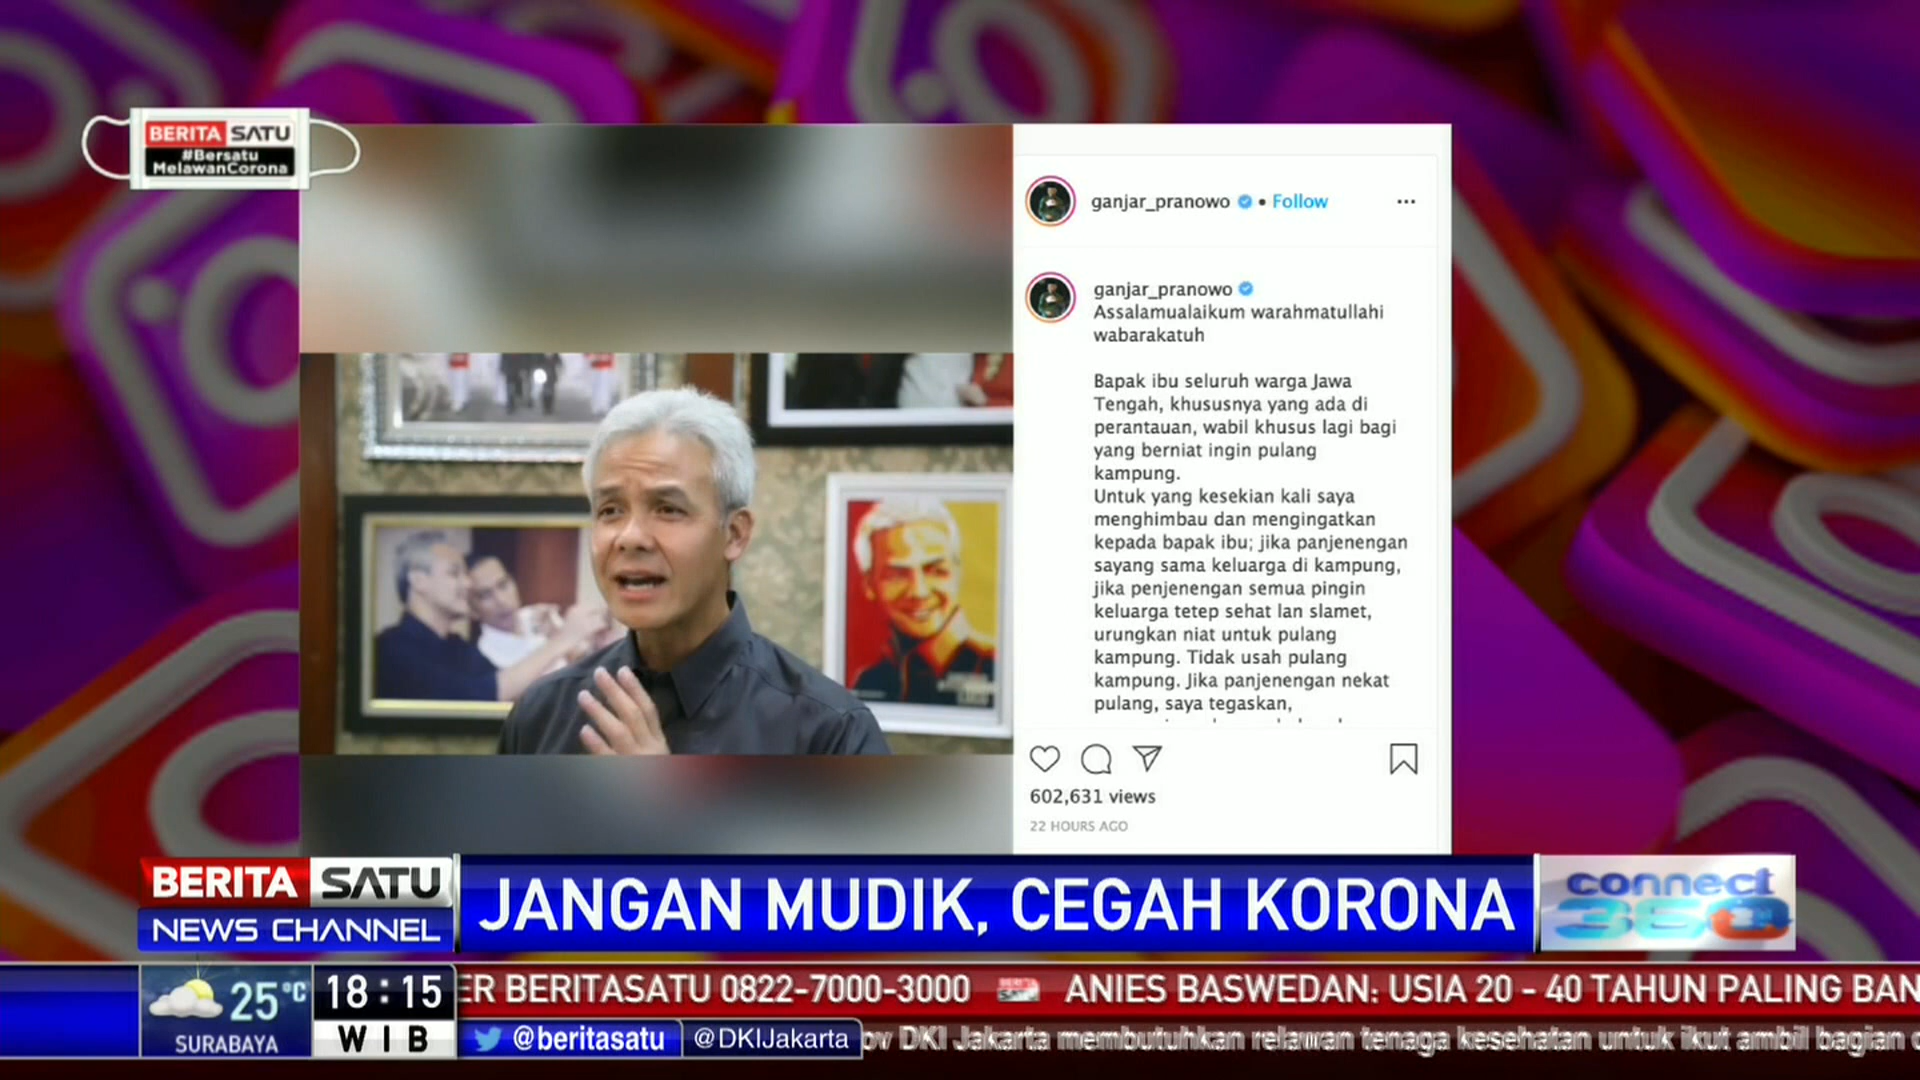 BERITA SATU
#Bersatu
MelawanCorona
ganjar_pranowo • Follow
ganjar_pranowo
Assalamualaikum warahmatullahi
wabarakatuh
Bapak ibu seluruh warga Jawa
Tengah, khususnya yang ada di
perantauan, wabil khusus lagi bagi
yang berniat ingin pulang
kampung.
Untuk yang kesekian kali saya
menghimbau dan mengingatkan
kepada bapak ibu; jika panjenengan
sayang sama keluarga di kampung,
jika penjenengan semua pingin
keluarga tetep sehat lan slamet,
urungkan niat untuk pulang
kampung. Tidak usah pulang
kampung. Jika panjenengan nekat
pulang, saya tegaskan,
602,631 views
22 HOURS AGO
BERITA SATU
NEWS CHANNEL
JANGAN MUDIK, CEGAH KORONA
connect
360
25°C
SURABAYA
18:15
WIB
ER BERITASATU 0822-7000-3000
ANIES BASWEDAN: USIA 20 - 40 TAHUN PALING BAN
@beritasatu
@DKIJakarta
ov DKI Jakarta membutuhkan relawan tenaga kesehatan untuk ikut ambil bagian